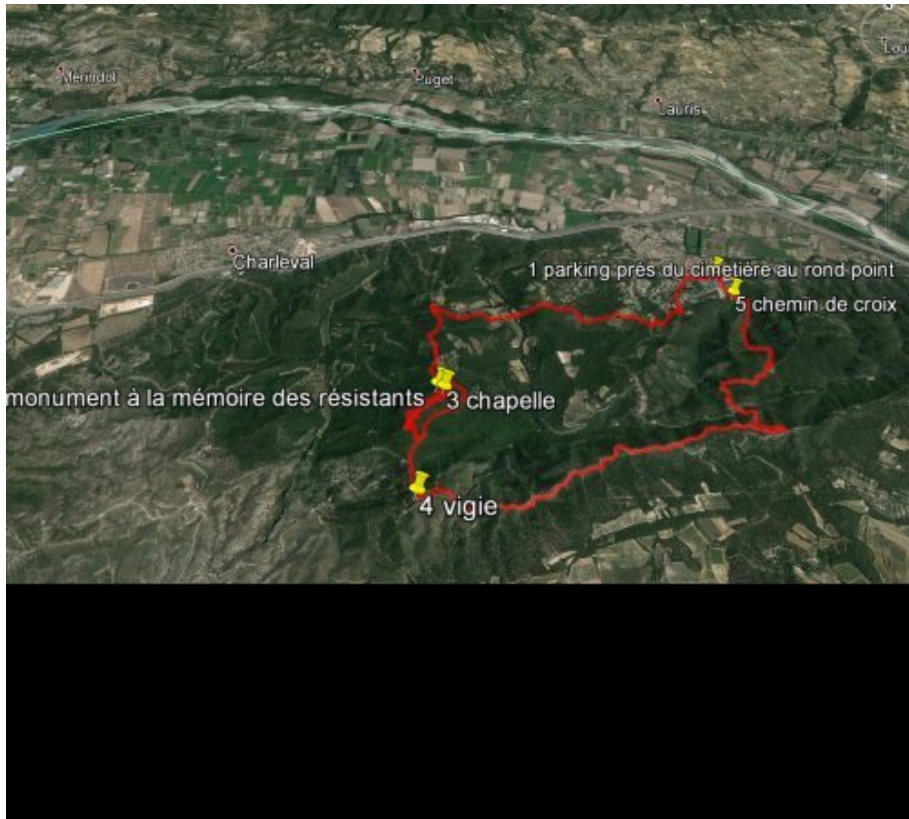 Mérindol
Puget
Lauris
Charleval
1 parking près du cimetière au rond point
5 chemin de croix
monument à la mémoire des résistants
3 chapelle
4 vigie